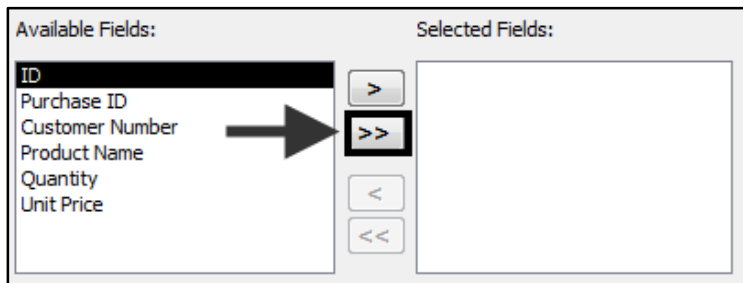 Available Fields:
Selected Fields:
ID
Purchase ID
Customer Number
Product Name
Quantity
Unit Price
>
>>
<
<<